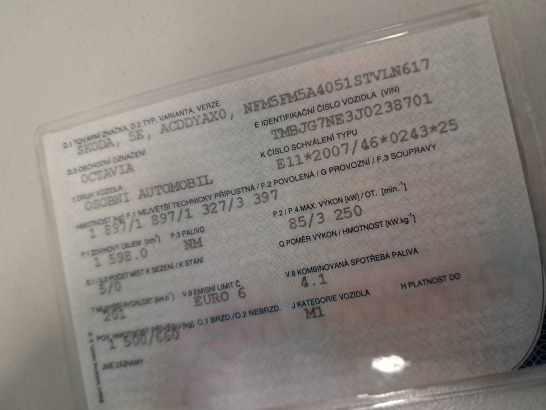 D.1 TOVÁRNÍ ZNAČKA, D.2 TYP, VARIANTA, VERZE
ŠKODA, 5E, ACDDYAX0, NFM5FM5A4051STVLN617
E IDENTIFIKAČNÍ ČÍSLO VOZIDLA (VIN)
D.3 OBCHODNÍ OZNAČENÍ TMBJG7NE3J0238701
OCTAVIA
K ČÍSLO SCHVÁLENÍ TYPU
DRUH VOZIDLA E11*2007/46*0243*25
OSOBNÍ AUTOMOBIL
HMOTNOST [kg] F.1 NEJVĚTŠÍ TECHNICKY PŘÍPUSTNÁ / F.2 POVOLENÁ / G PROVOZNÍ / F.3 SOUPRAVY
1 897/1 897/1 327/3 397
P.2 / P.4 MAX. VÝKON [kW] / OT. [min.⁻¹]
P.1 ZDVIHOVÝ OBJEM [cm³] P.3 PALIVO 85/3 250
1 598.0 NM
Q POMĚR VÝKON / HMOTNOST [kW.kg⁻¹]
POČET MÍST K SEZENÍ / K STÁNÍ
5/0
V.8 KOMBINOVANÁ SPOTŘEBA PALIVA
V.9 EMISNÍ LIMIT Č. 4.1
201 EURO 6
J KATEGORIE VOZIDLA H PLATNOST DO
O.1 BRZD./O.2 NEBRZD. M1
1 500/660
JINÉ ZÁZNAMY